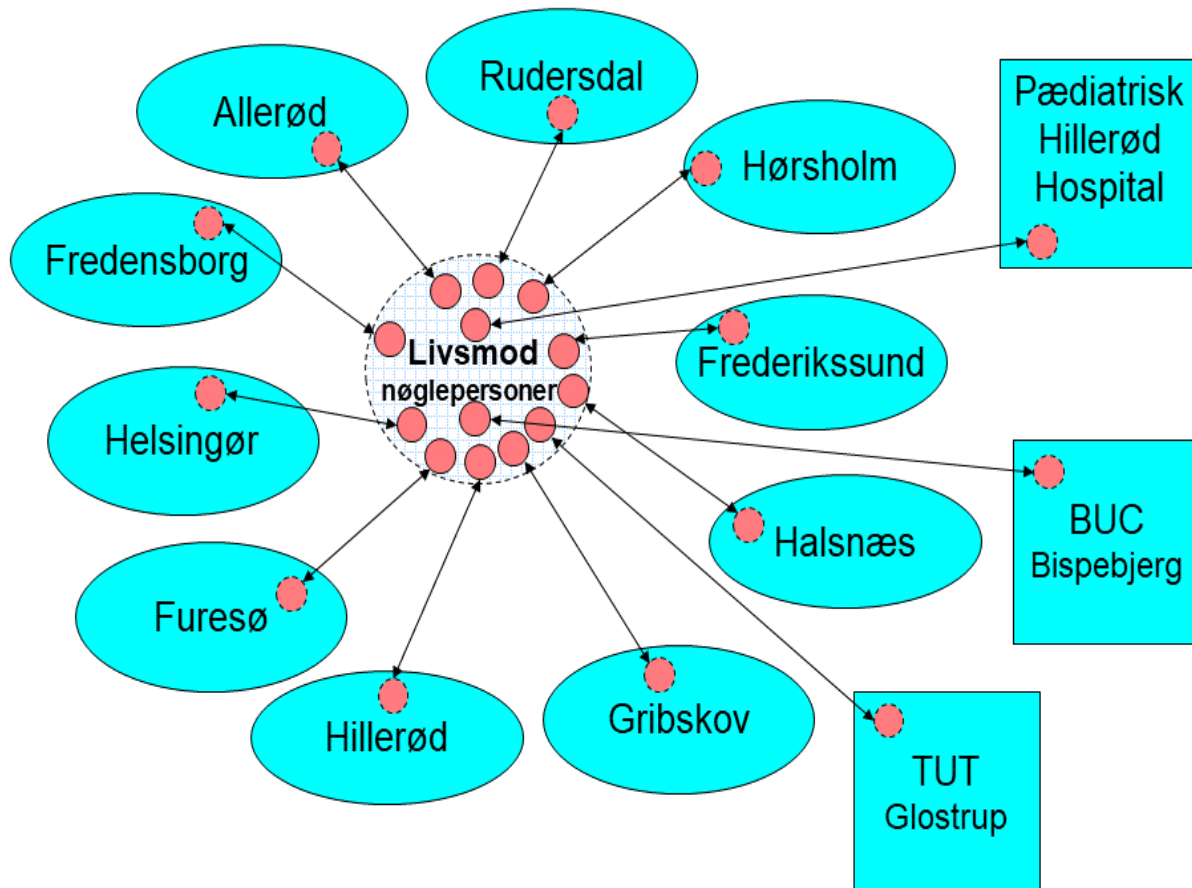 Rudersdal
Allerød
Hørsholm
Pædiatrisk
Hillerød
Hospital
Fredensborg
Livsmod
nøglepersoner
Frederikssund
Helsingør
BUC
Bispebjerg
Halsnæs
Furesø
Hillerød
Gribskov
TUT
Glostrup